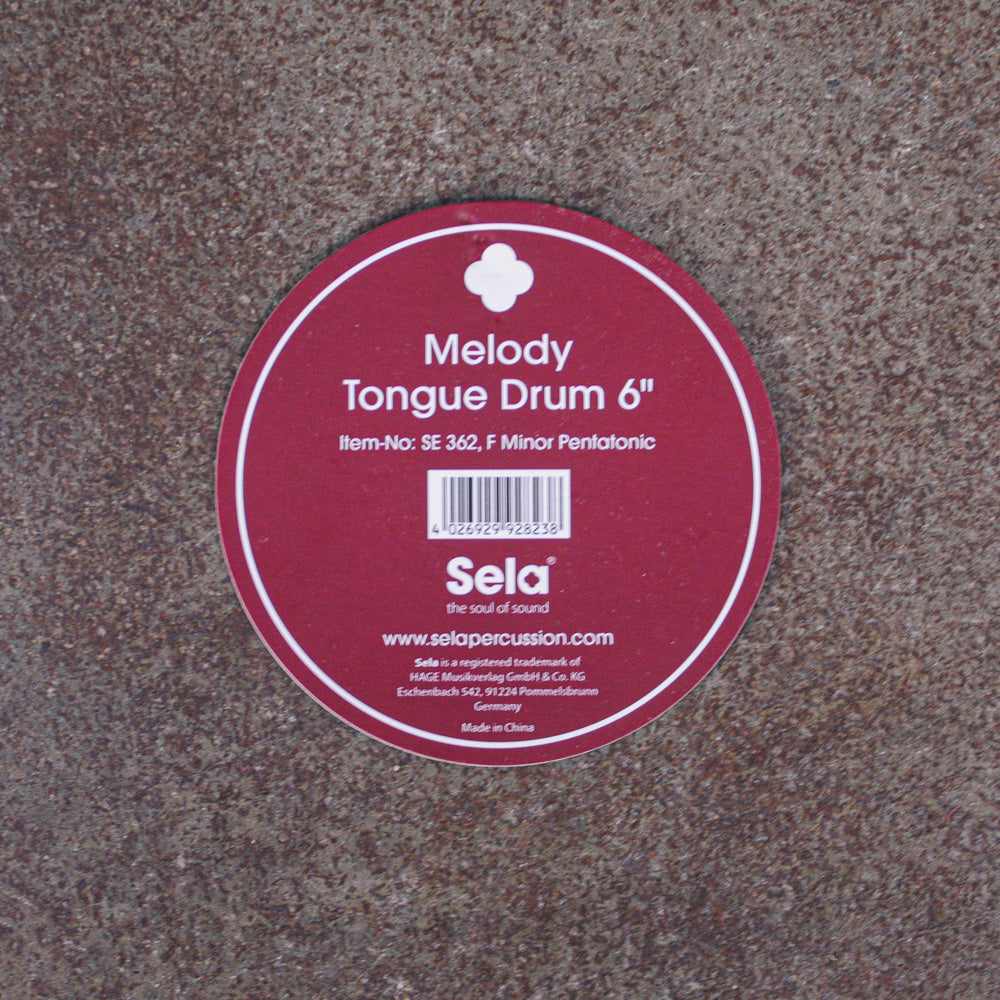 Melody
Tongue Drum 6"
Item-No: SE 362, F Minor Pentatonic
4 026929 928238
Sela®
the soul of sound
www.selapercussion.com
Sela is a registered trademark of
HAGE Musikverlag GmbH & Co. KG
Eschenbach 542, 91224 Pommelsbrunn
Germany
Made in China